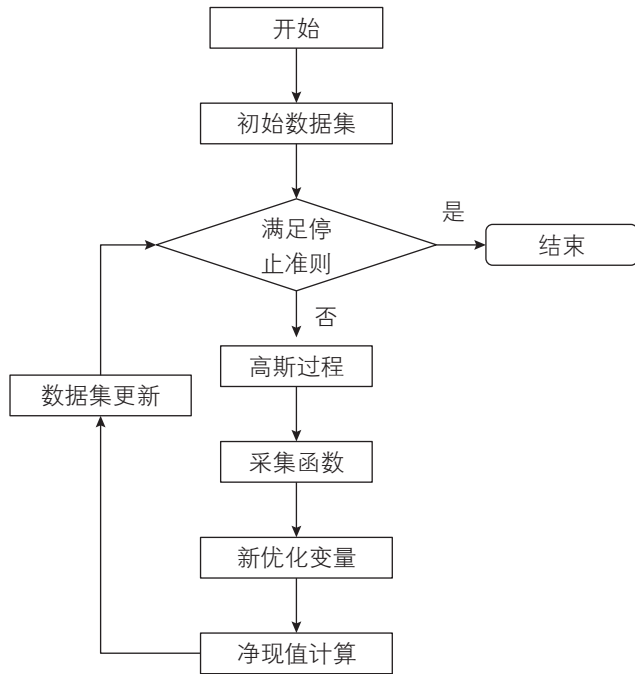 开始
初始数据集
满足停
止准则
是
结束
否
高斯过程
数据集更新
采集函数
新优化变量
净现值计算